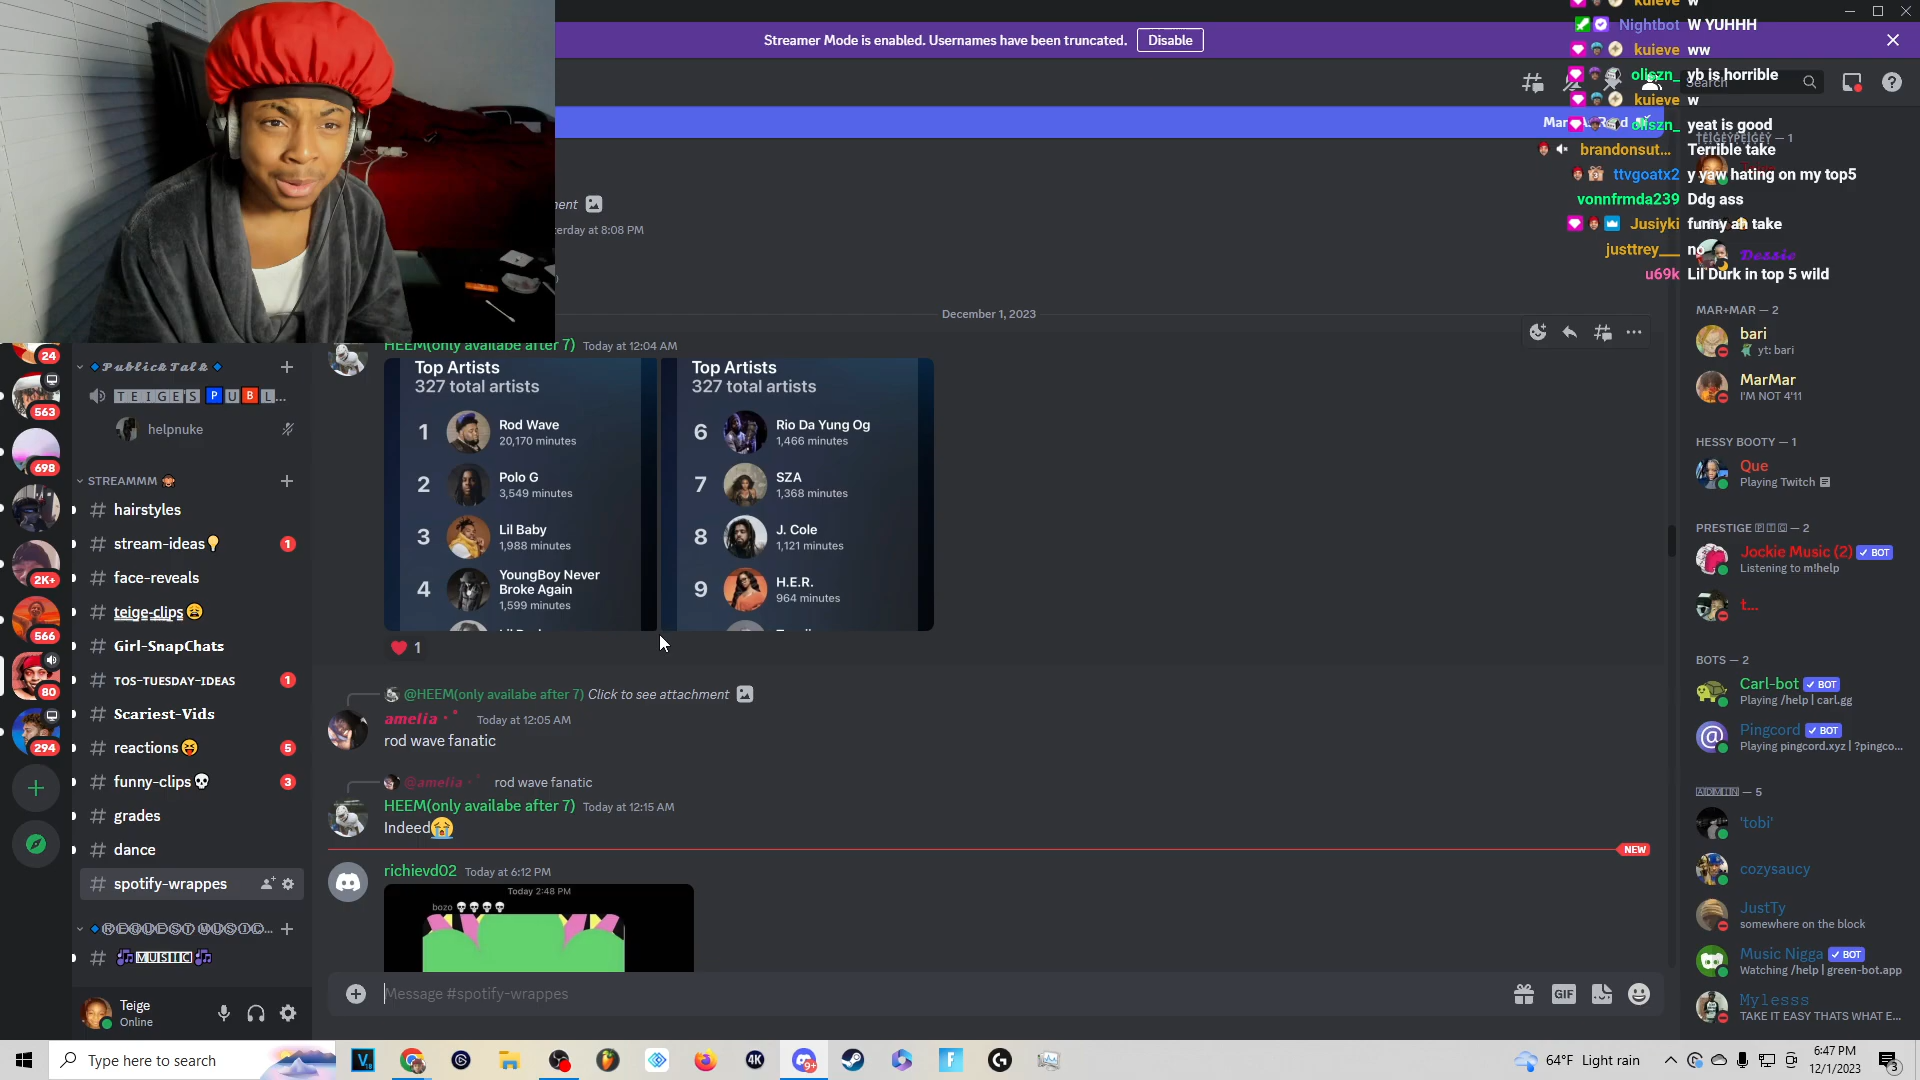 Streamer Mode is enabled. Usernames have been truncated.
Disable
Search
kuieve w
Nightbot W YUHHH
kuieve ww
oliszn_ yb is horrible
kuieve w
oliszn_ yeat is good
brandonsut... Terrible take
ttvgoatx2 y yaw hating on my top5
vonnfrmda239 Ddg ass
Jusiyki funny ah take
justtrey___ no
u69k Lil Durk in top 5 wild
December 1, 2023
HEEM(only availabe after 7) Today at 12:04 AM
Top Artists
327 total artists
1 Rod Wave
20,170 minutes
2 Polo G
3,549 minutes
3 Lil Baby
1,988 minutes
4 YoungBoy Never
Broke Again
1,599 minutes
Top Artists
327 total artists
6 Rio Da Yung Og
1,466 minutes
7 SZA
1,368 minutes
8 J. Cole
1,121 minutes
9 H.E.R.
964 minutes
1
@HEEM(only availabe after 7) Click to see attachment
amelia Today at 12:05 AM
rod wave fanatic
@amelia rod wave fanatic
HEEM(only availabe after 7) Today at 12:15 AM
Indeed😭
NEW
richievd02 Today at 6:12 PM
Today 2:48 PM
bozo 💀💀💀💀
Message #spotify-wrappes
GIF
24
563
698
2K+
566
80
294
Publick Talk
TEIGE'S PUBL...
helpnuke
STREAMMM
# hairstyles
# stream-ideas💡 1
# face-reveals
# teige-clips😩
# Girl-SnapChats
# TOS-TUESDAY-IDEAS 1
# Scariest-Vids
# reactions😝 5
# funny-clips💀 3
# grades
# dance
# spotify-wrappes
REQUEST MUSIC...
# 🎶MUSIC🎶
Teige
Online
Dessie
MAR+MAR — 2
bari
yt: bari
MarMar
I'M NOT 4'11
HESSY BOOTY — 1
Que
Playing Twitch
PRESTIGE — 2
Jockie Music (2) BOT
Listening to m!help
t...
BOTS — 2
Carl-bot BOT
Playing /help | carl.gg
Pingcord BOT
Playing pingcord.xyz | ?pingco...
ADMIN — 5
'tobi'
cozysaucy
JustTy
somewhere on the block
Music Nigga BOT
Watching /help | green-bot.app
Mylesss
TAKE IT EASY THATS WHAT E...
Type here to search
V
18
4K
9+
64°F Light rain
6:47 PM
12/1/2023
3